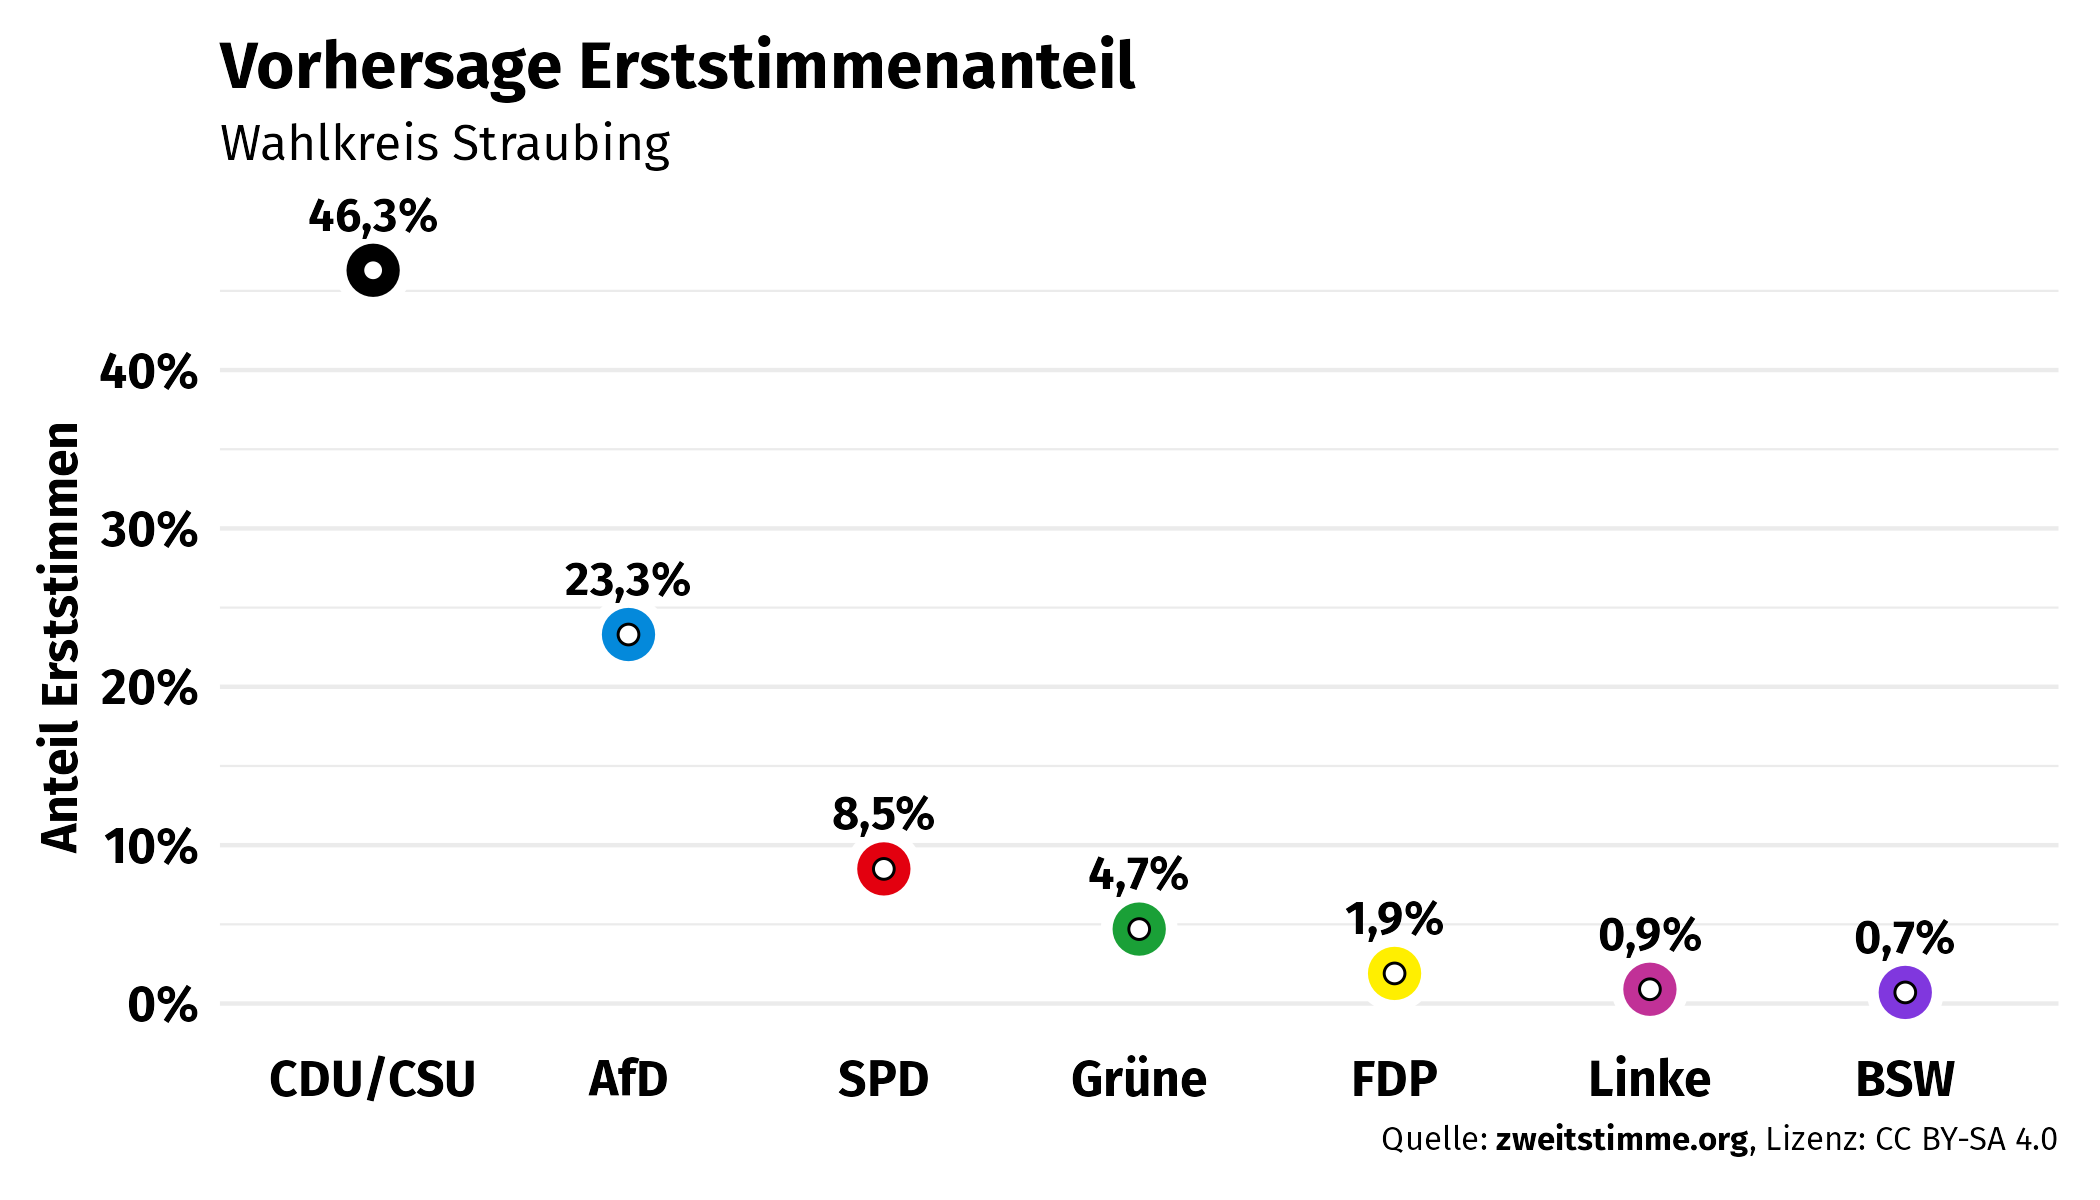 Vorhersage Erststimmenanteil
Wahlkreis Straubing
46,3%
40%
30%
23,3%
20%
8,5%
10%
4,7%
1,9%
0,9%
0,7%
0%
Anteil Erststimmen
CDU/CSU AfD SPD Grüne FDP Linke BSW
Quelle: zweitstimme.org, Lizenz: CC BY-SA 4.0